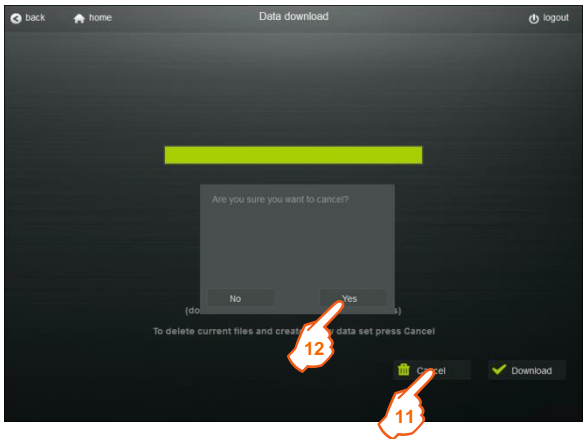 back home Data download logout
Are you sure you want to cancel?
No Yes
(do s)
To delete current files and create data set press Cancel
12
Cancel Download
11